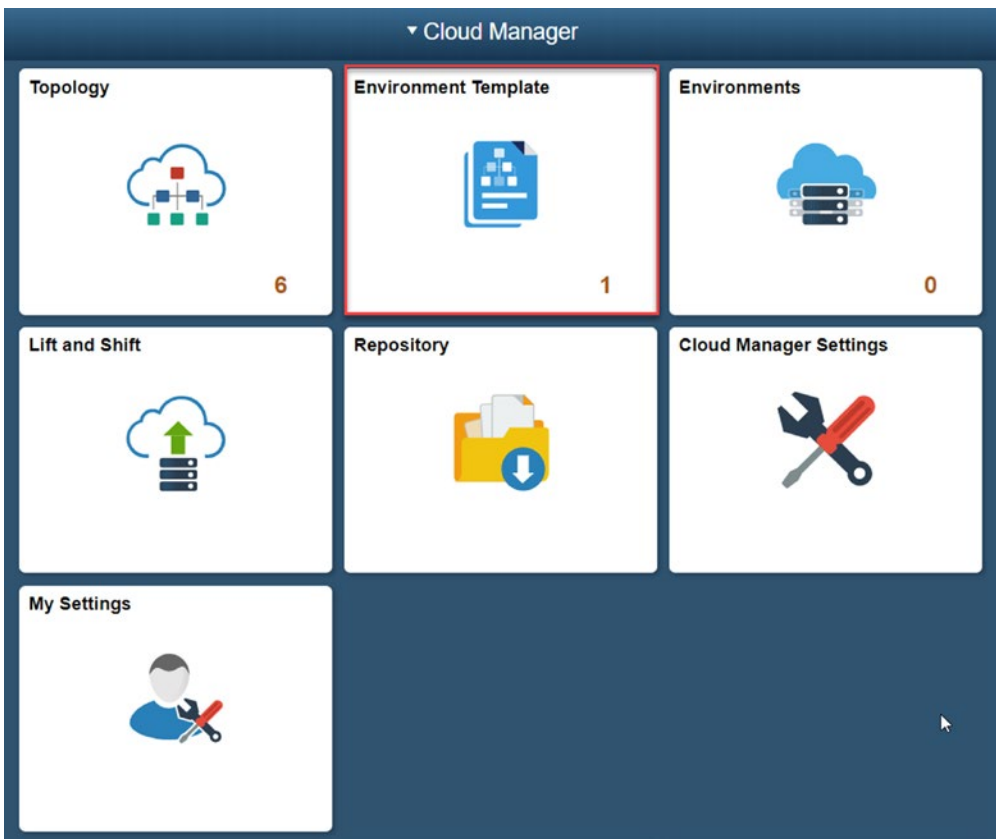 Cloud Manager
Topology
6
Environment Template
1
Environments
0
Lift and Shift
Repository
Cloud Manager Settings
My Settings